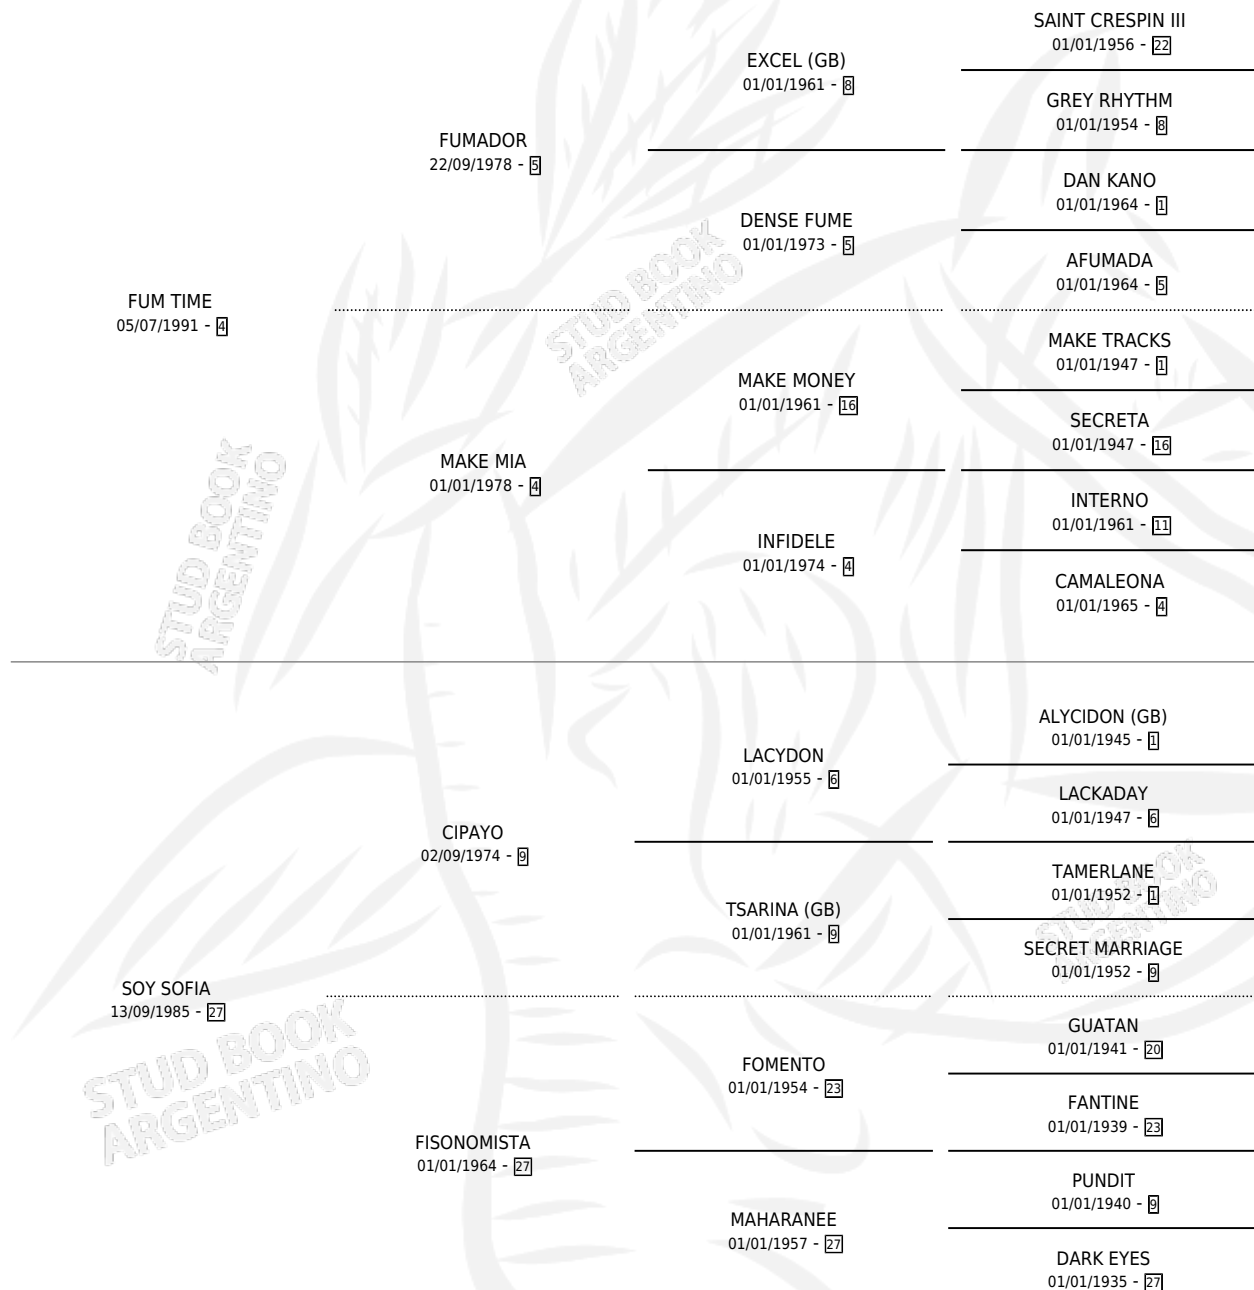 SAINT CRESPIN III
01/01/1956 - 22
EXCEL (GB)
01/01/1961 - 8
GREY RHYTHM
01/01/1954 - 8
FUMADOR
22/09/1978 - 5
DAN KANO
01/01/1964 - 1
DENSE FUME
01/01/1973 - 5
AFUMADA
01/01/1964 - 5
FUM TIME
05/07/1991 - 4
MAKE TRACKS
01/01/1947 - 1
MAKE MONEY
01/01/1961 - 16
SECRETA
01/01/1947 - 16
MAKE MIA
01/01/1978 - 4
INTERNO
01/01/1961 - 11
INFIDELE
01/01/1974 - 4
CAMALEONA
01/01/1965 - 4
ALYCIDON (GB)
01/01/1945 - 1
LACYDON
01/01/1955 - 6
LACKADAY
01/01/1947 - 6
CIPAYO
02/09/1974 - 9
TAMERLANE
01/01/1952 - 1
TSARINA (GB)
01/01/1961 - 9
SECRET MARRIAGE
01/01/1952 - 9
SOY SOFIA
13/09/1985 - 27
GUATAN
01/01/1941 - 20
FOMENTO
01/01/1954 - 23
FANTINE
01/01/1939 - 23
FISONOMISTA
01/01/1964 - 27
PUNDIT
01/01/1940 - 9
MAHARANEE
01/01/1957 - 27
DARK EYES
01/01/1935 - 27
STUD BOOK
ARGENTINO
STUD BOOK
ARGENTINO
STUD BOOK
ARGENTINO
STUD BOOK
ARGENTINO